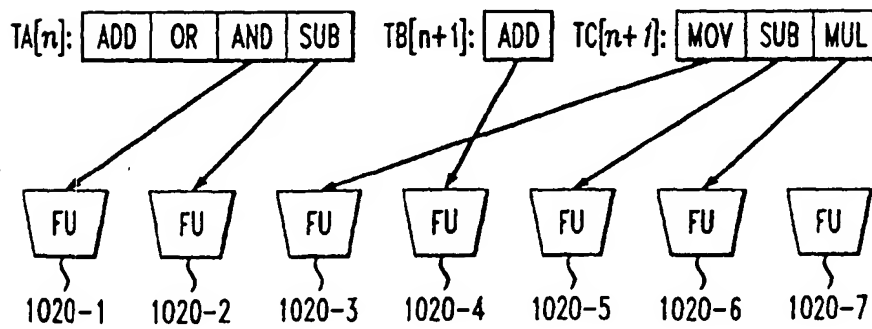 TA[n]: ADD OR AND SUB TB[n+1]: ADD TC[n+1]: MOV SUB MUL
FU FU FU FU FU FU FU
1020-1 1020-2 1020-3 1020-4 1020-5 1020-6 1020-7